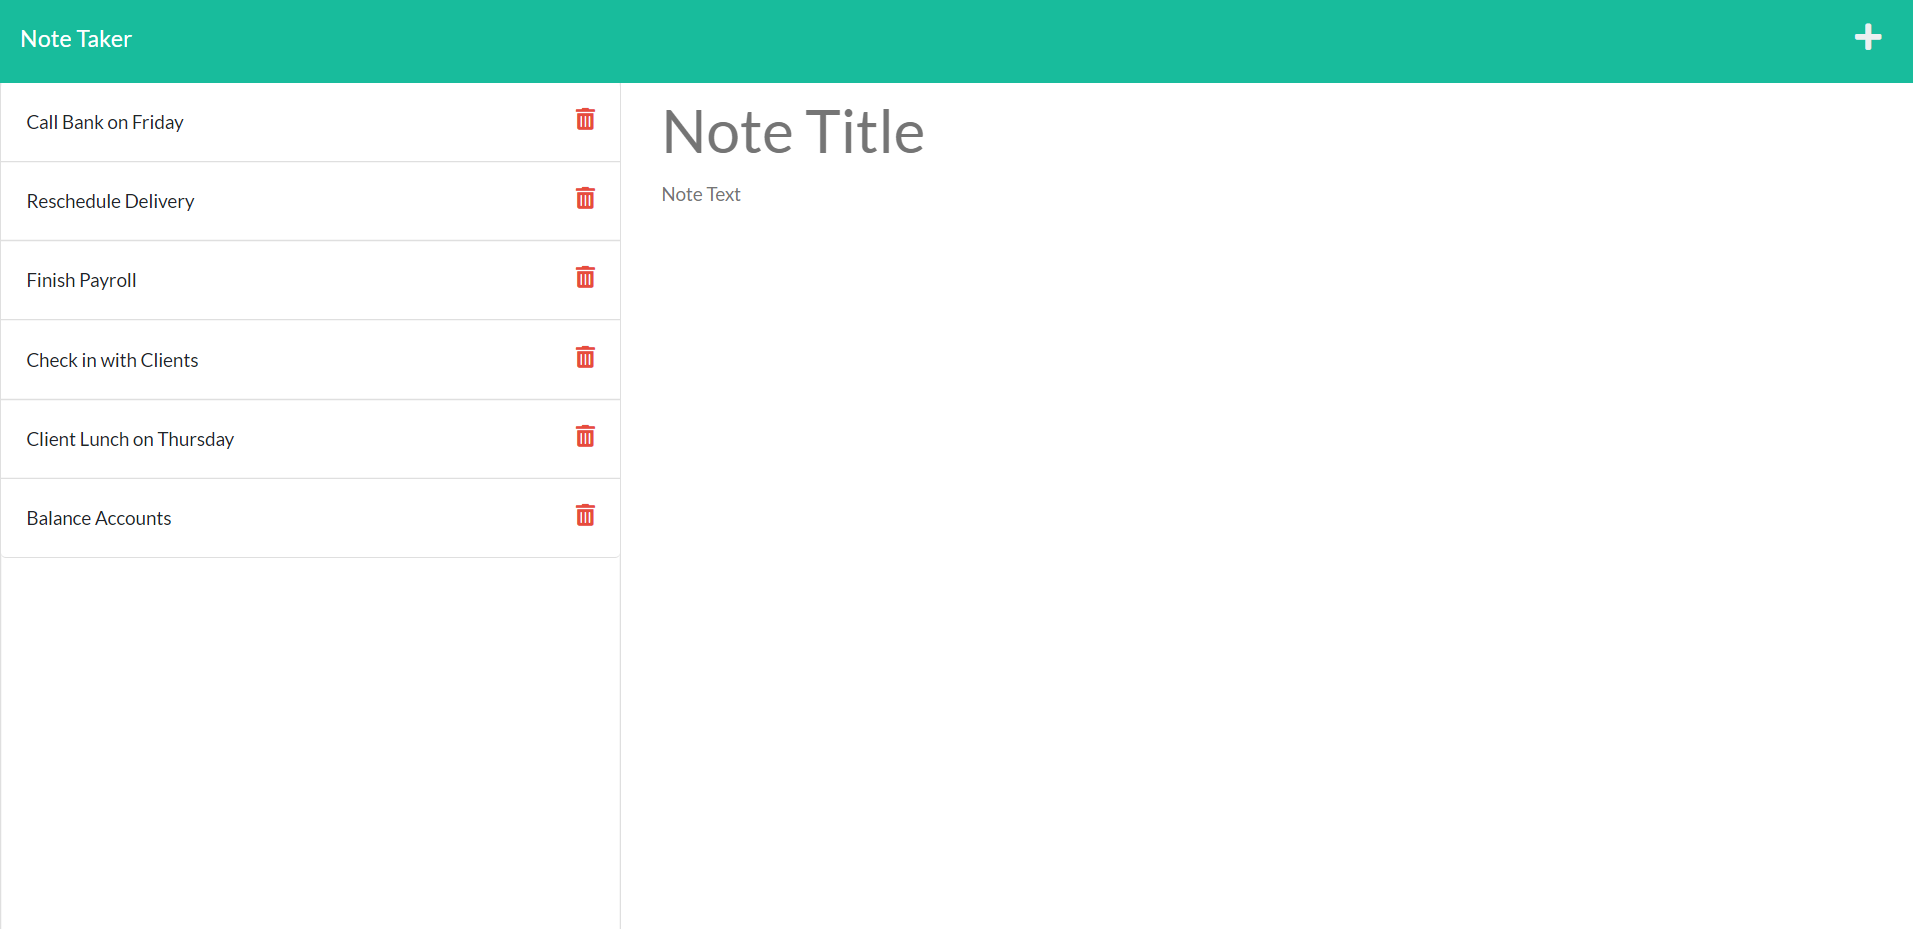 Note Taker
Call Bank on Friday
Reschedule Delivery
Finish Payroll
Check in with Clients
Client Lunch on Thursday
Balance Accounts
Note Title
Note Text